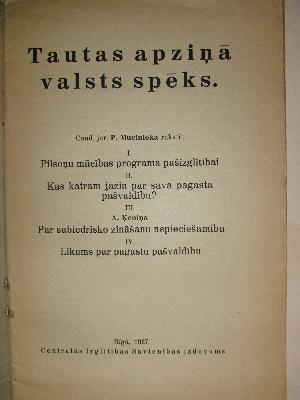 Tautas apziņā
valsts spēks.
Cand. jur. P. Mucinieka raksti:
I.
Pilsoņu mācības programa pašizglītībai
II.
Kas katram jāzin par sava pagasta
pašvaldību?
III.
A. Ķeniņa
Par sabiedrisko zināšanu nepieciešamību
IV.
Likums par pagastu pašvaldību
Rīgā, 1927.
Centrālās Izglītības Savienības izdevums